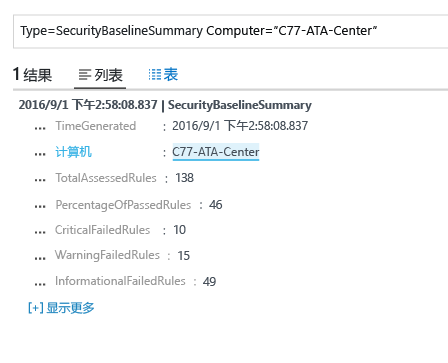 Type=SecurityBaselineSummary Computer="C77-ATA-Center"
1 结果 列表 表
2016/9/1 下午2:58:08.837 | SecurityBaselineSummary
... TimeGenerated : 2016/9/1 下午2:58:08.837
... 计算机 : C77-ATA-Center
... TotalAssessedRules : 138
... PercentageOfPassedRules : 46
... CriticalFailedRules : 10
... WarningFailedRules : 15
... InformationalFailedRules : 49
[+] 显示更多